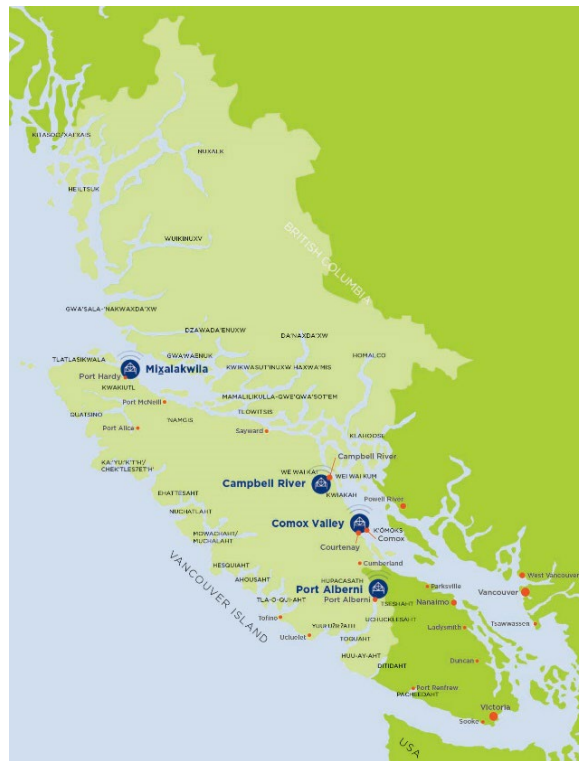 KITASOO/XAI'XAIS
NUXALK
HEILTSUK
WUIKINUXV
BRITISH COLUMBIA
GWA'SALA-'NAKWAXDA'XW
DZAWADA'ENUXW
DA'NAXDA'XW
HOMALCO
TLATLASIKWALA
GWAWAENUK
Mix̱alakwila
KWIKWASUT'INUXW HAXWA'MIS
Port Hardy
KWAKIUTL
MAMALILIKULLA-QWE'QWA'SOT'EM
Port McNeill
TLOWITSIS
QUATSINO
'NAMGIS
Port Alice
Sayward
KLAHOOSE
Campbell River
KA:'YU:'K'T'H'/
CHEK'TLES7ET'H'
WE WAI KAI
WEI WAI KUM
Campbell River
KWIAKAH
EHATTESAHT
Powell River
NUCHATLAHT
Comox Valley
K'ÓMOKS
MOWACHAHT/
MUCHALAHT
Comox
Courtenay
HESQUIAHT
Cumberland
VANCOUVER ISLAND
AHOUSAHT
HUPACASATH
West Vancouver
Port Alberni
Parksville
Vancouver
TLA-O-QUI-AHT
Port Alberni
TSESHAHT
Nanaimo
Tofino
UCHUCKLESAHT
Tsawwassen
Ladysmith
Ucluelet
TOQUAHT
HUU-AY-AHT
DITIDAHT
Duncan
Port Renfrew
PACHEEDAHT
Victoria
Sooke
USA